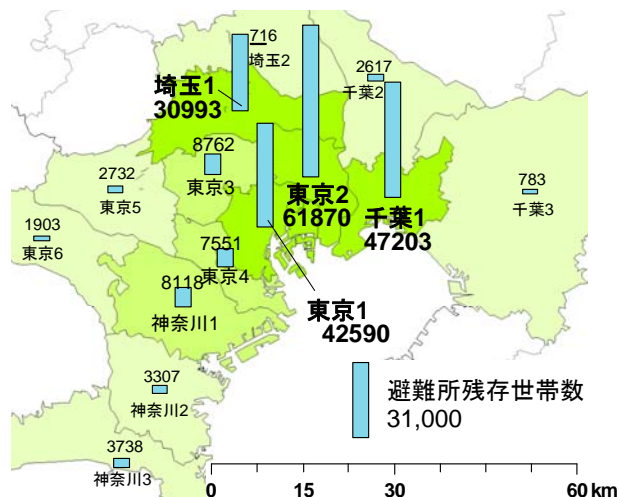 716
埼玉2
埼玉1
30993
2617
千葉2
8762
東京3
2732
東京5
東京2
61870
千葉1
47203
783
千葉3
1903
東京6
7551
東京4
8118
神奈川1
東京1
42590
3307
神奈川2
避難所残存世帯数
31,000
3738
神奈川3
0 15 30 60 km